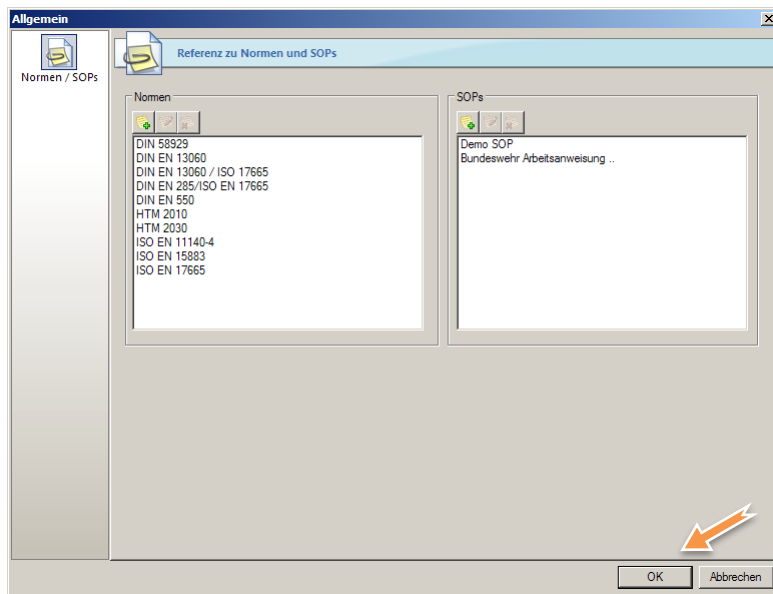 Allgemein
Normen / SOPs
Referenz zu Normen und SOPs
Normen
DIN 58929
DIN EN 13060
DIN EN 13060 / ISO 17665
DIN EN 285/ISO EN 17665
DIN EN 550
HTM 2010
HTM 2030
ISO EN 11140-4
ISO EN 15883
ISO EN 17665
SOPs
Demo SOP
Bundeswehr Arbeitsanweisung ..
OK
Abbrechen